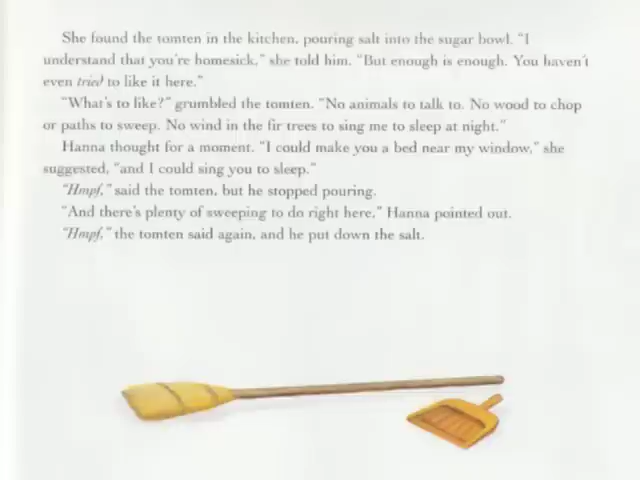 She found the tomten in the kitchen, pouring salt into the sugar bowl. “I
understand that you’re homesick,” she told him. “But enough is enough. You haven’t
even tried to like it here.”
“What’s to like?” grumbled the tomten. “No animals to talk to. No wood to chop
or paths to sweep. No wind in the fir trees to sing me to sleep at night.”
Hanna thought for a moment. “I could make you a bed near my window,” she
suggested, “and I could sing you to sleep.”
“Hmpf,” said the tomten, but he stopped pouring.
“And there’s plenty of sweeping to do right here,” Hanna pointed out.
“Hmpf,” the tomten said again, and he put down the salt.